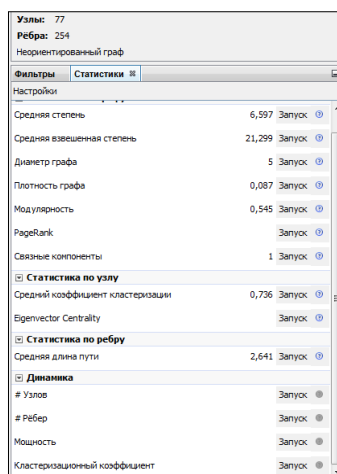 Узлы: 77
Рёбра: 254
Неориентированный граф
Фильтры Статистики
Настройки
Средняя степень 6,597 Запуск
Средняя взвешенная степень 21,299 Запуск
Диаметр графа 5 Запуск
Плотность графа 0,087 Запуск
Модулярность 0,545 Запуск
PageRank Запуск
Связные компоненты 1 Запуск
Статистика по узлу
Средний коэффициент кластеризации 0,736 Запуск
Eigenvector Centrality Запуск
Статистика по ребру
Средняя длина пути 2,641 Запуск
Динамика
# Узлов Запуск
# Рёбер Запуск
Мощность Запуск
Кластеризационный коэффициент Запуск